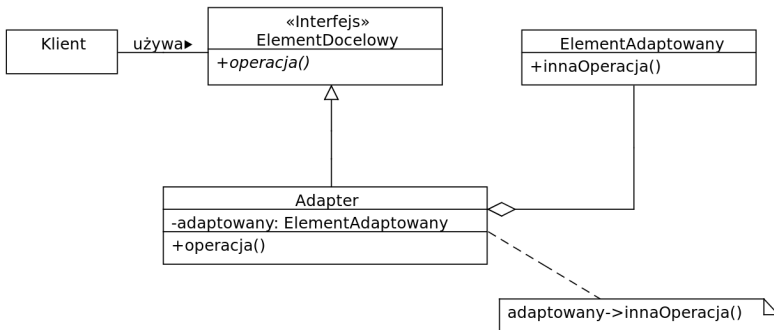 Klient
używa▶
«Interfejs»
ElementDocelowy
+operacja()
ElementAdaptowany
+innaOperacja()
Adapter
-adaptowany: ElementAdaptowany
+operacja()
adaptowany->innaOperacja()